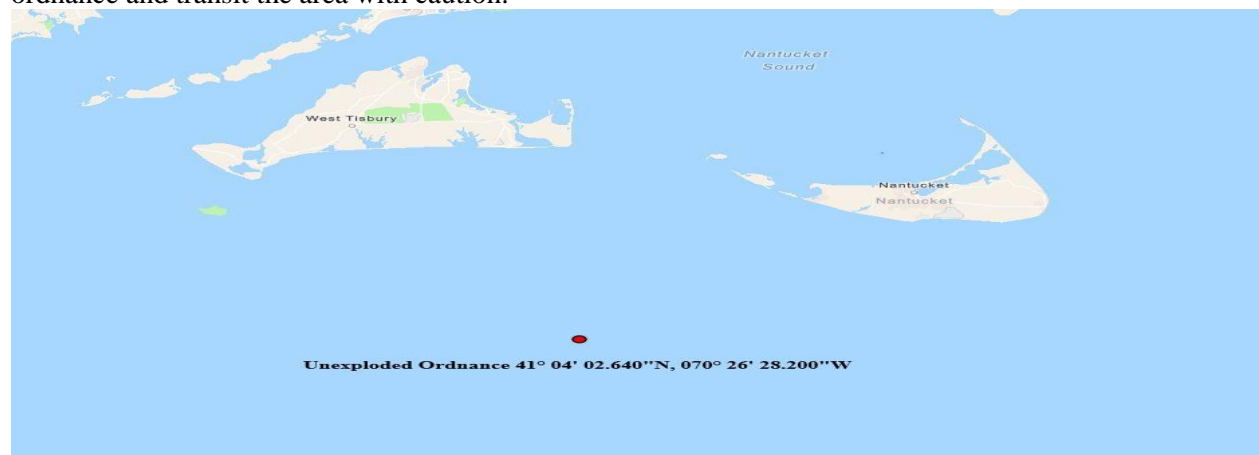 ordnance and transit the area with caution.
Nantucket
Sound
West Tisbury
Nantucket
Nantucket
Unexploded Ordnance 41° 04' 02.640"N, 070° 26' 28.200"W